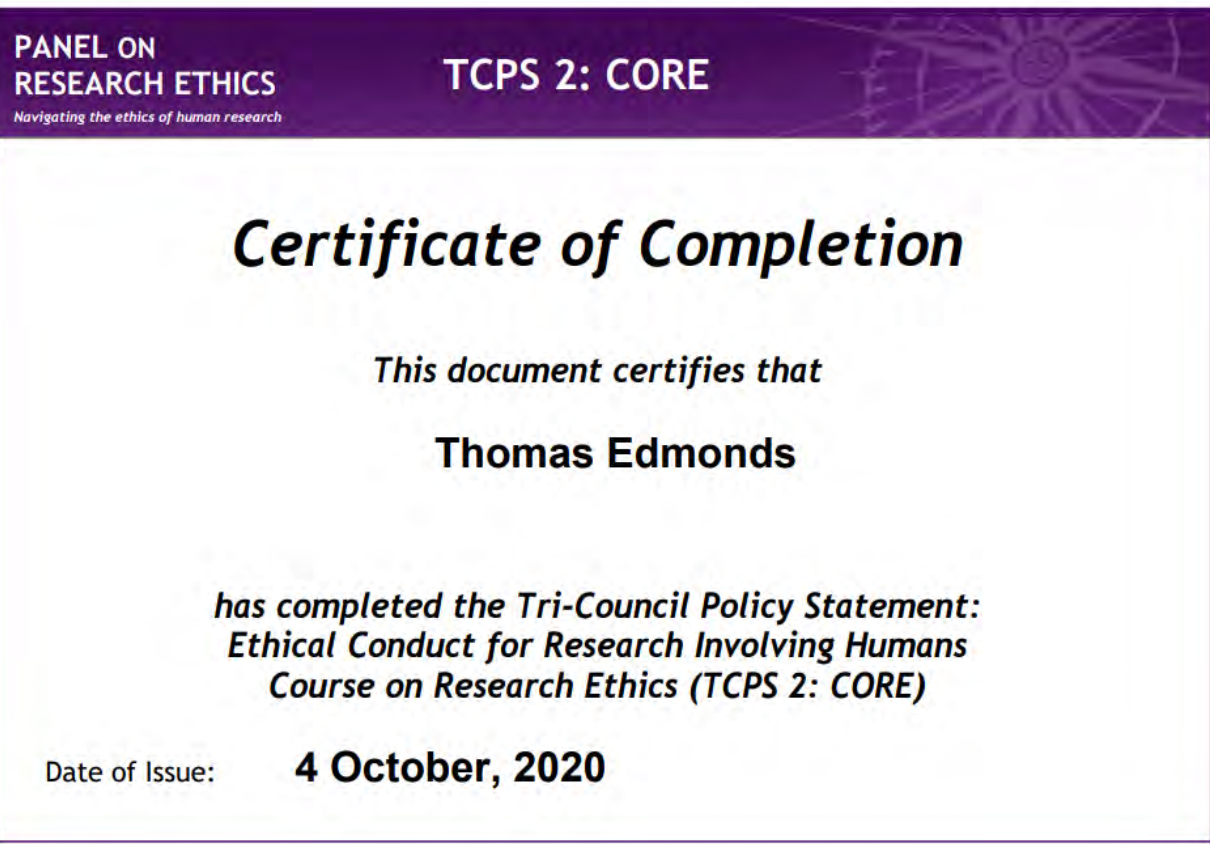 PANEL ON
RESEARCH ETHICS
Navigating the ethics of human research
TCPS 2: CORE
Certificate of Completion
This document certifies that
Thomas Edmonds
has completed the Tri-Council Policy Statement:
Ethical Conduct for Research Involving Humans
Course on Research Ethics (TCPS 2: CORE)
Date of Issue: 4 October, 2020